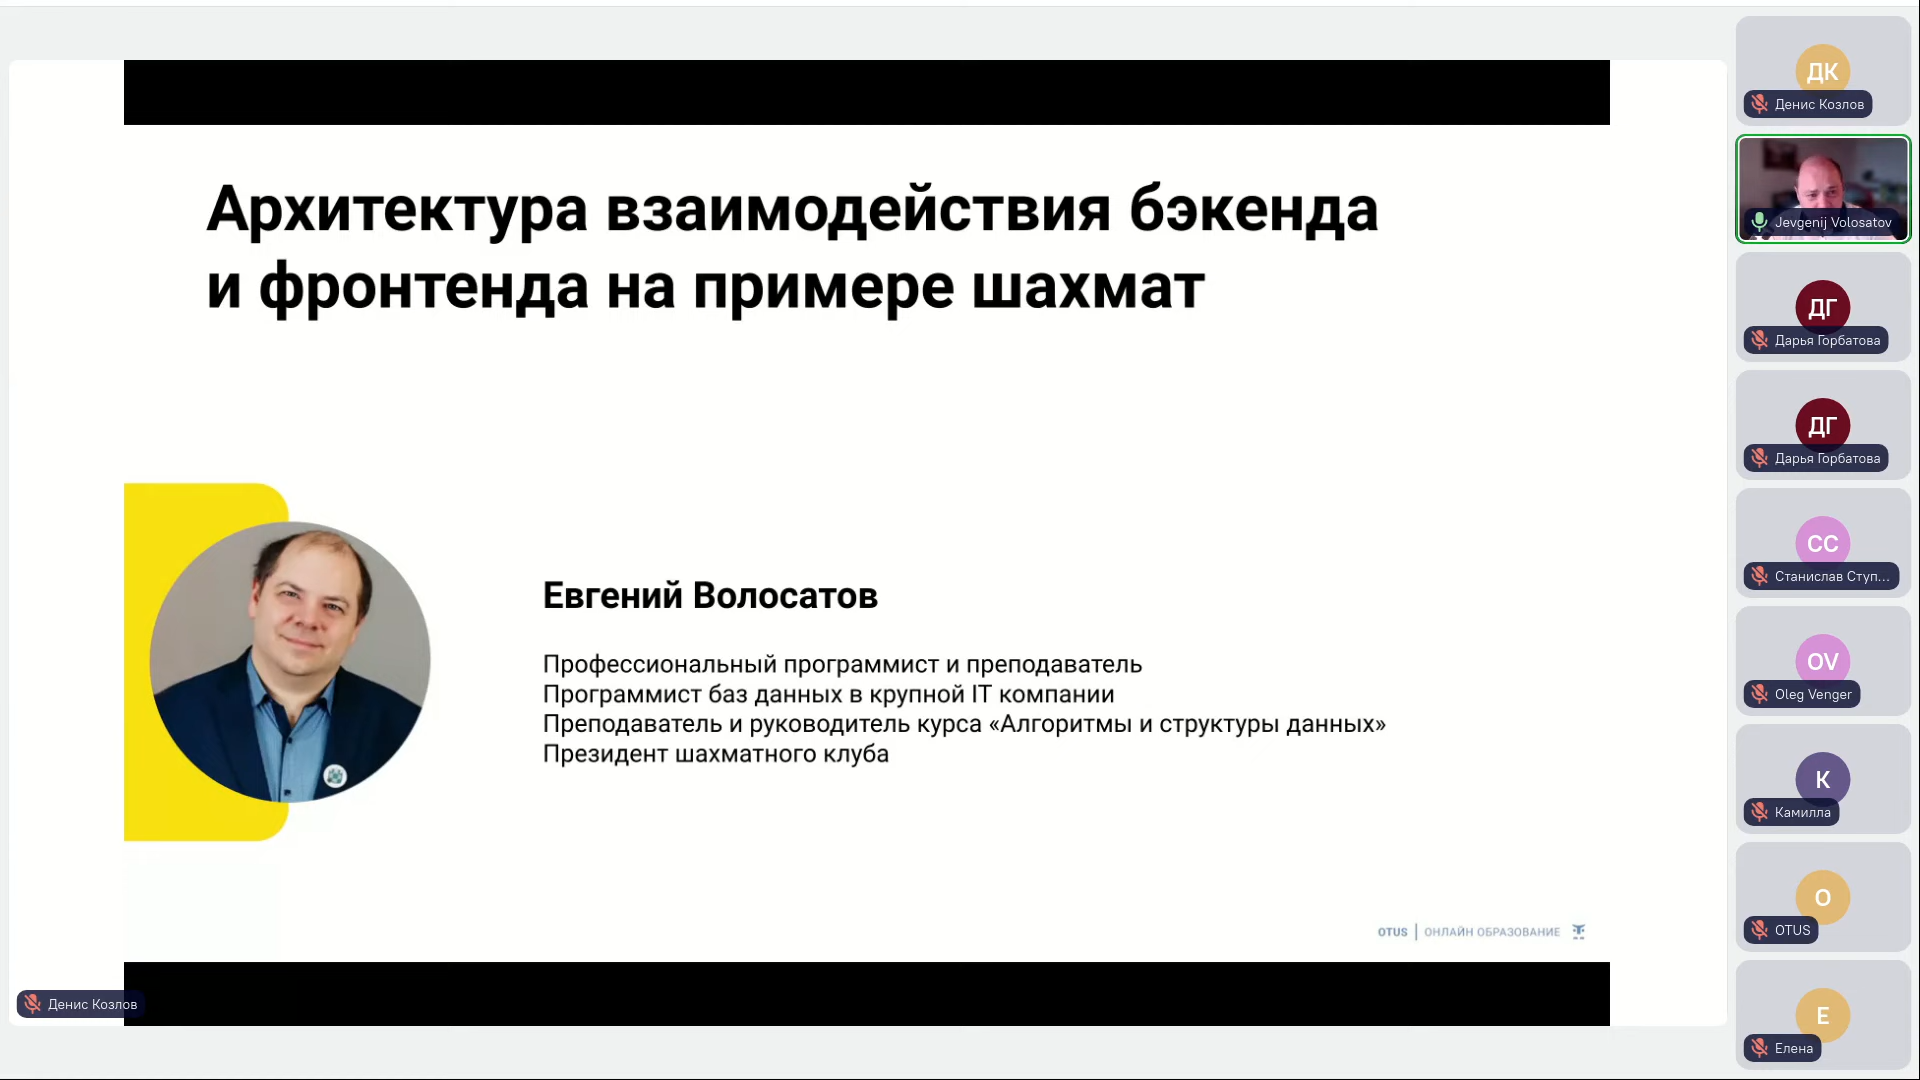 Архитектура взаимодействия бэкенда
и фронтенда на примере шахмат
Евгений Волосатов
Профессиональный программист и преподаватель
Программист баз данных в крупной IT компании
Преподаватель и руководитель курса «Алгоритмы и структуры данных»
Президент шахматного клуба
OTUS | ОНЛАЙН ОБРАЗОВАНИЕ
Денис Козлов
ДК
Денис Козлов
Jevgenij Volosatov
ДГ
Дарья Горбатова
ДГ
Дарья Горбатова
СС
Станислав Ступ...
OV
Oleg Venger
К
Камилла
O
OTUS
Е
Елена